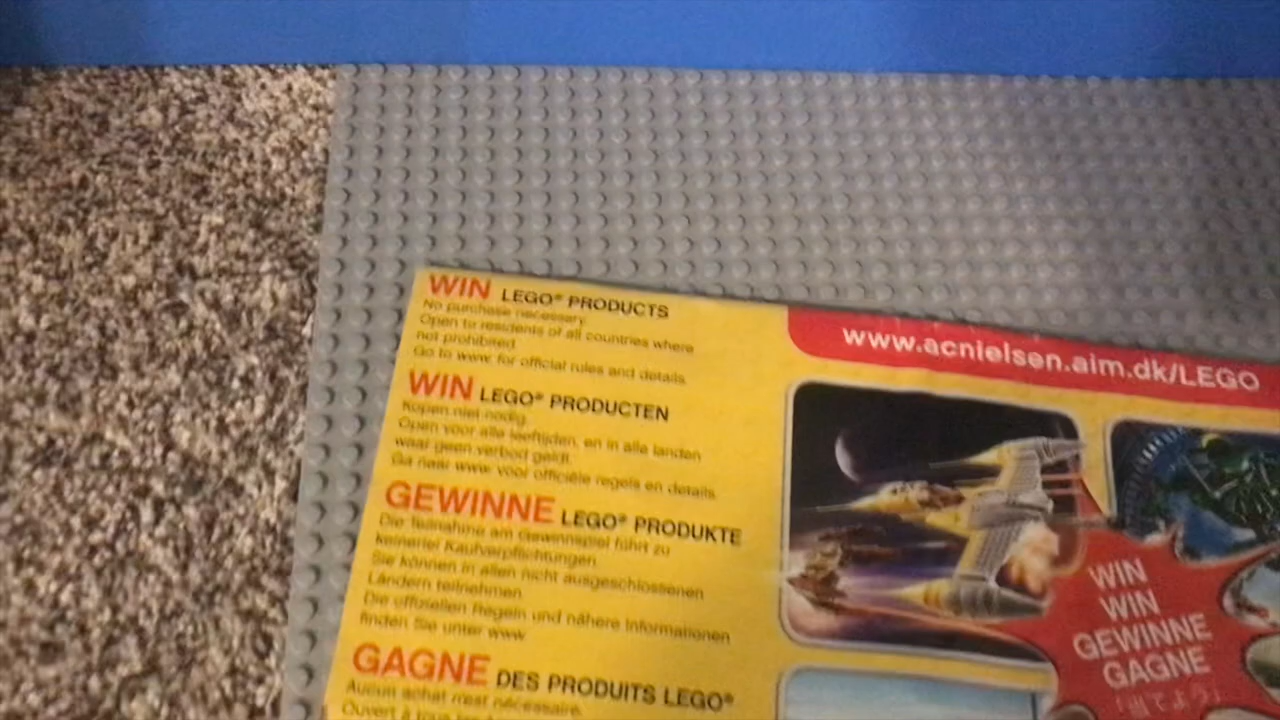 WIN LEGO® PRODUCTS
No purchase necessary.
Open to residents of all countries where
not prohibited.
Go to www. for official rules and details.
WIN LEGO® PRODUCTEN
Kopen niet nodig.
Open voor alle leeftijden, en in alle landen
waar geen verbod geldt.
Ga naar www. voor officiële regels en details.
GEWINNE LEGO® PRODUKTE
Die Teilnahme am Gewinnspiel führt zu
keinerlei Kaufverpflichtungen.
Sie können in allen nicht ausgeschlossenen
Ländern teilnehmen.
Die offiziellen Regeln und nähere Informationen
finden Sie unter www.
GAGNE DES PRODUITS LEGO®
Aucun achat n'est nécessaire.
Ouvert à tous
www.acnielsen.aim.dk/LEGO
WIN
WIN
GEWINNE
GAGNE